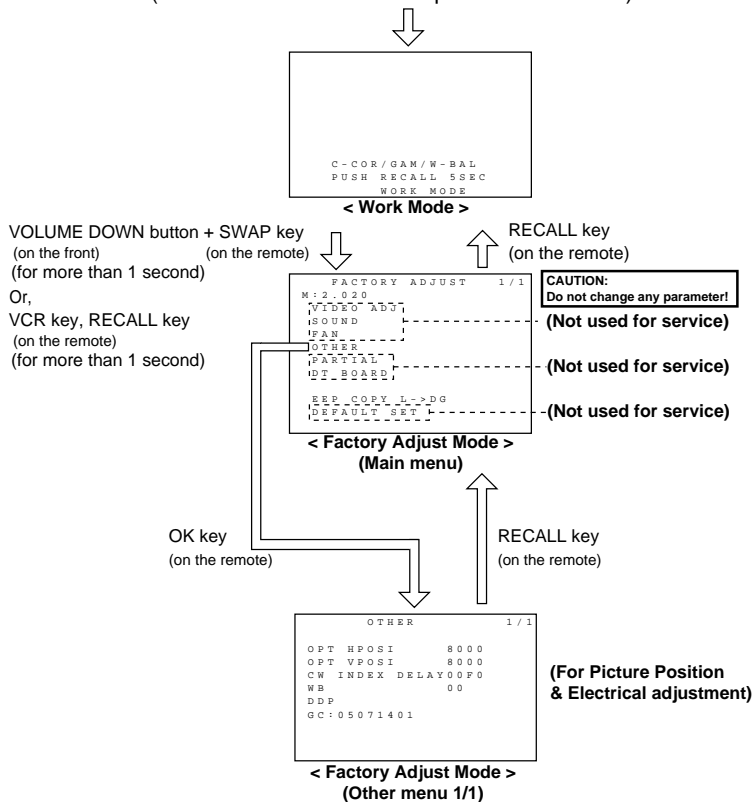 C-COR/GAM/W-BAL
PUSH RECALL 5SEC
WORK MODE
< Work Mode >
VOLUME DOWN button + SWAP key
(on the front) (on the remote)
(for more than 1 second)
Or,
VCR key, RECALL key
(on the remote)
(for more than 1 second)
RECALL key
(on the remote)
FACTORY ADJUST 1/1
M:2.020
VIDEO ADJ
SOUND
FAN
OTHER
PARTIAL
DT BOARD
EEP COPY L->DG
DEFAULT SET
CAUTION:
Do not change any parameter!
(Not used for service)
(Not used for service)
(Not used for service)
< Factory Adjust Mode >
(Main menu)
OK key
(on the remote)
RECALL key
(on the remote)
OTHER 1/1
OPT HPOSI 8000
OPT VPOSI 8000
CW INDEX DELAY00F0
WB 00
DDP
GC:05071401
(For Picture Position
& Electrical adjustment)
< Factory Adjust Mode >
(Other menu 1/1)